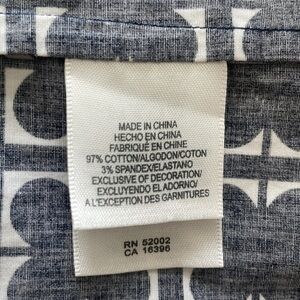 MADE IN CHINA
HECHO EN CHINA
FABRIQUÉ EN CHINE
97% COTTON/ALGODON/COTON
3% SPANDEX/ELASTANO
EXCLUSIVE OF DECORATION/
EXCLUYENDO EL ADORNO/
A L'EXCEPTION DES GARNITURES
RN 52002
CA 16396